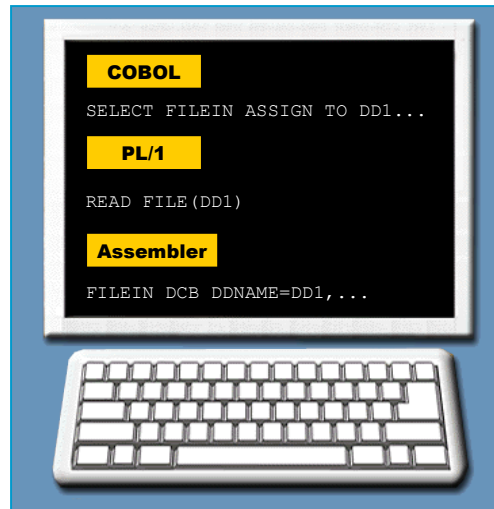 COBOL
SELECT FILEIN ASSIGN TO DD1...
PL/1
READ FILE(DD1)
Assembler
FILEIN DCB DDNAME=DD1,...